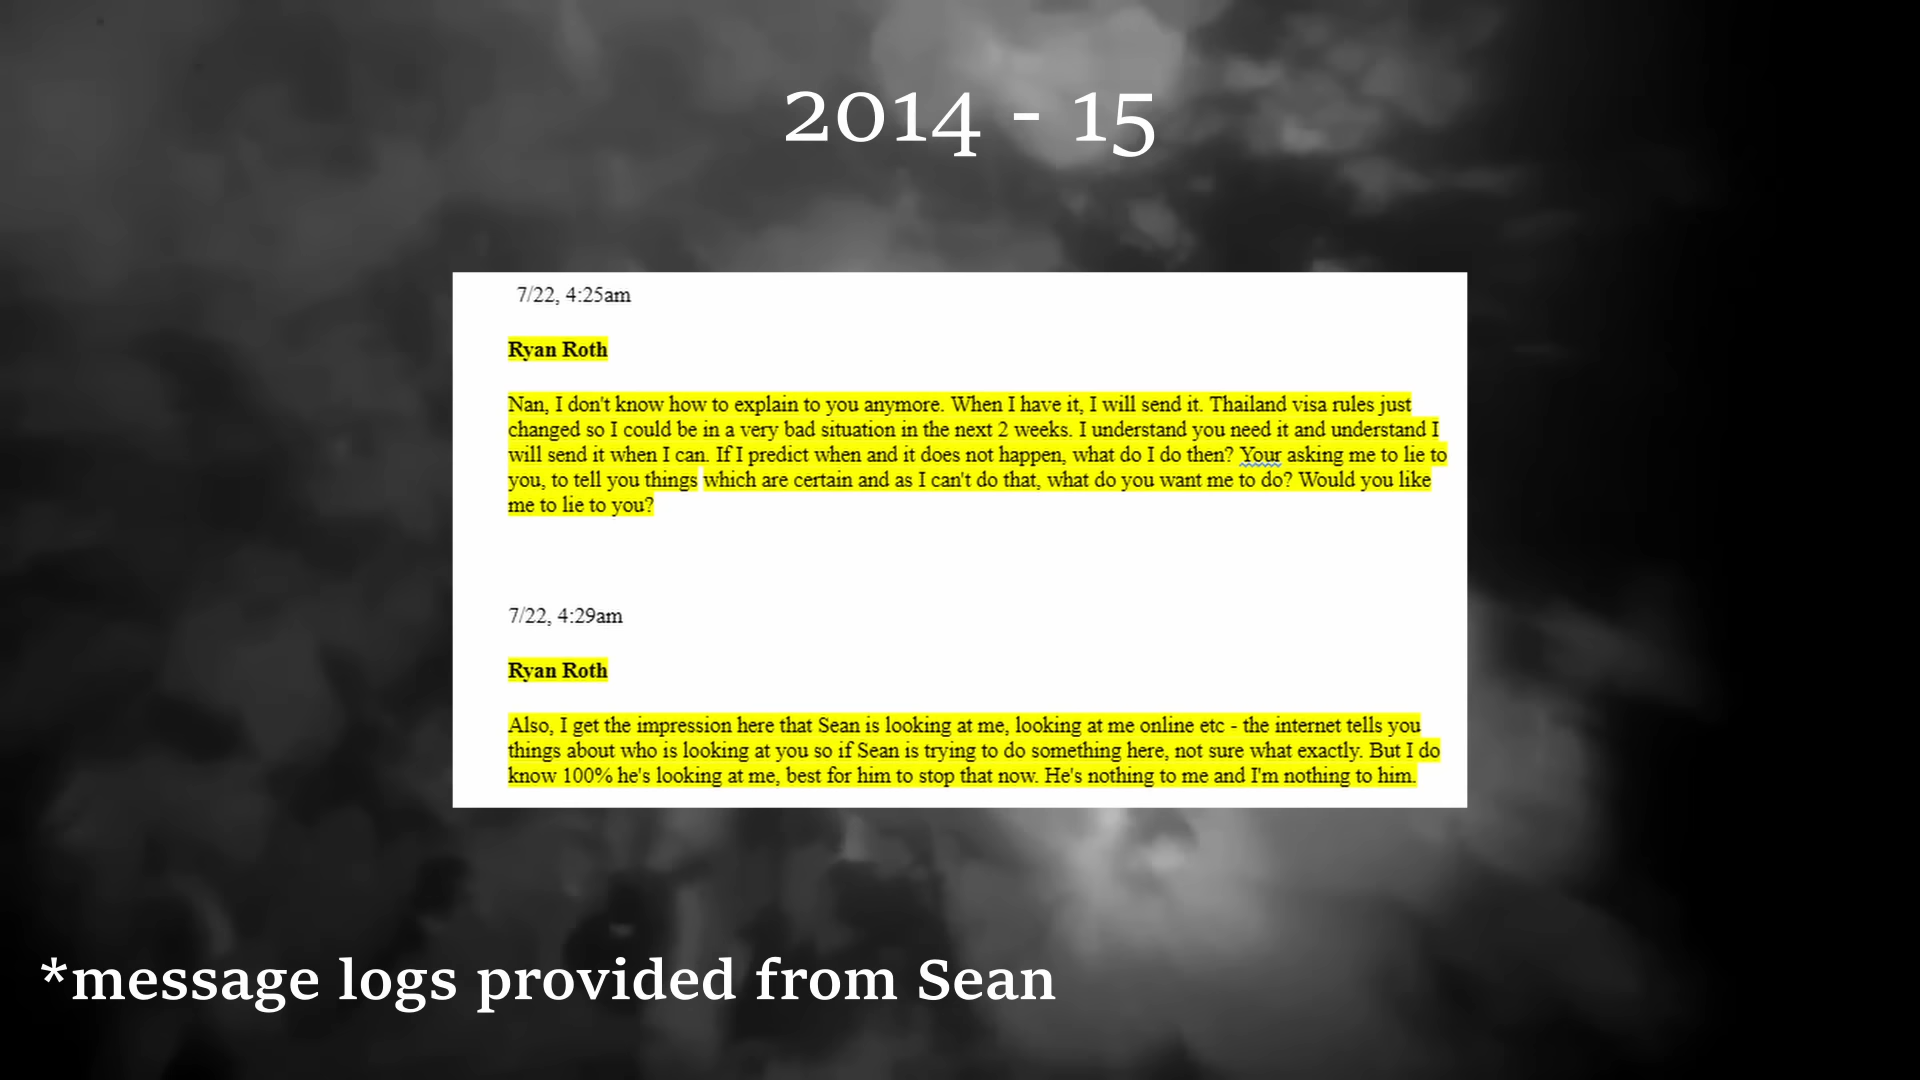 2014 - 15
7/22, 4:25am
Ryan Roth
Nan, I don't know how to explain to you anymore. When I have it, I will send it. Thailand visa rules just
changed so I could be in a very bad situation in the next 2 weeks. I understand you need it and understand I
will send it when I can. If I predict when and it does not happen, what do I do then? Your asking me to lie to
you, to tell you things which are certain and as I can't do that, what do you want me to do? Would you like
me to lie to you?
7/22, 4:29am
Ryan Roth
Also, I get the impression here that Sean is looking at me, looking at me online etc - the internet tells you
things about who is looking at you so if Sean is trying to do something here, not sure what exactly. But I do
know 100% he's looking at me, best for him to stop that now. He's nothing to me and I'm nothing to him.
*message logs provided from Sean